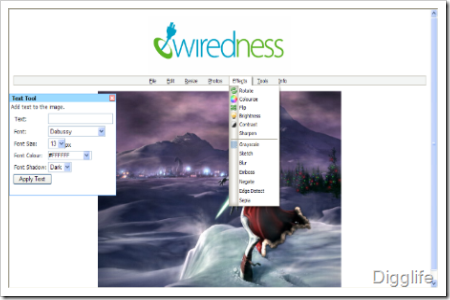 wiredness
File Edit Resize Photos Effects Tools Info
Text Tool
Add text to the image.
Text:
Font: Debussy
Font Size: 13 px
Font Colour: #FFFFFF
Font Shadow: Dark
Apply Text
Rotate
Colourise
Flip
Brightness
Contrast
Sharpen
Grayscale
Sketch
Blur
Emboss
Negate
Edge Detect
Sepia
Digglife